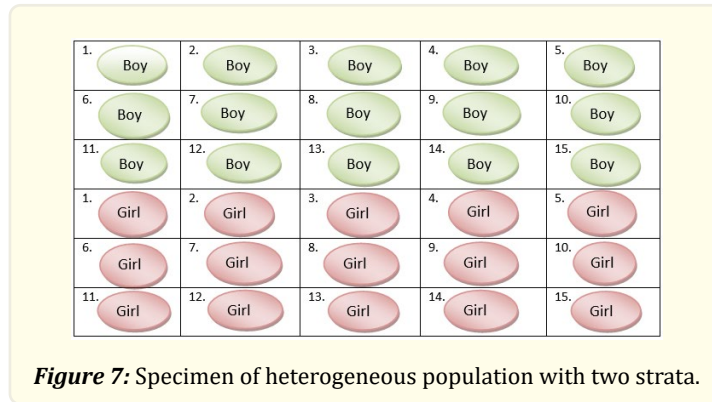 1. Boy 2. Boy 3. Boy 4. Boy 5. Boy
6. Boy 7. Boy 8. Boy 9. Boy 10. Boy
11. Boy 12. Boy 13. Boy 14. Boy 15. Boy
1. Girl 2. Girl 3. Girl 4. Girl 5. Girl
6. Girl 7. Girl 8. Girl 9. Girl 10. Girl
11. Girl 12. Girl 13. Girl 14. Girl 15. Girl
Figure 7: Specimen of heterogeneous population with two strata.